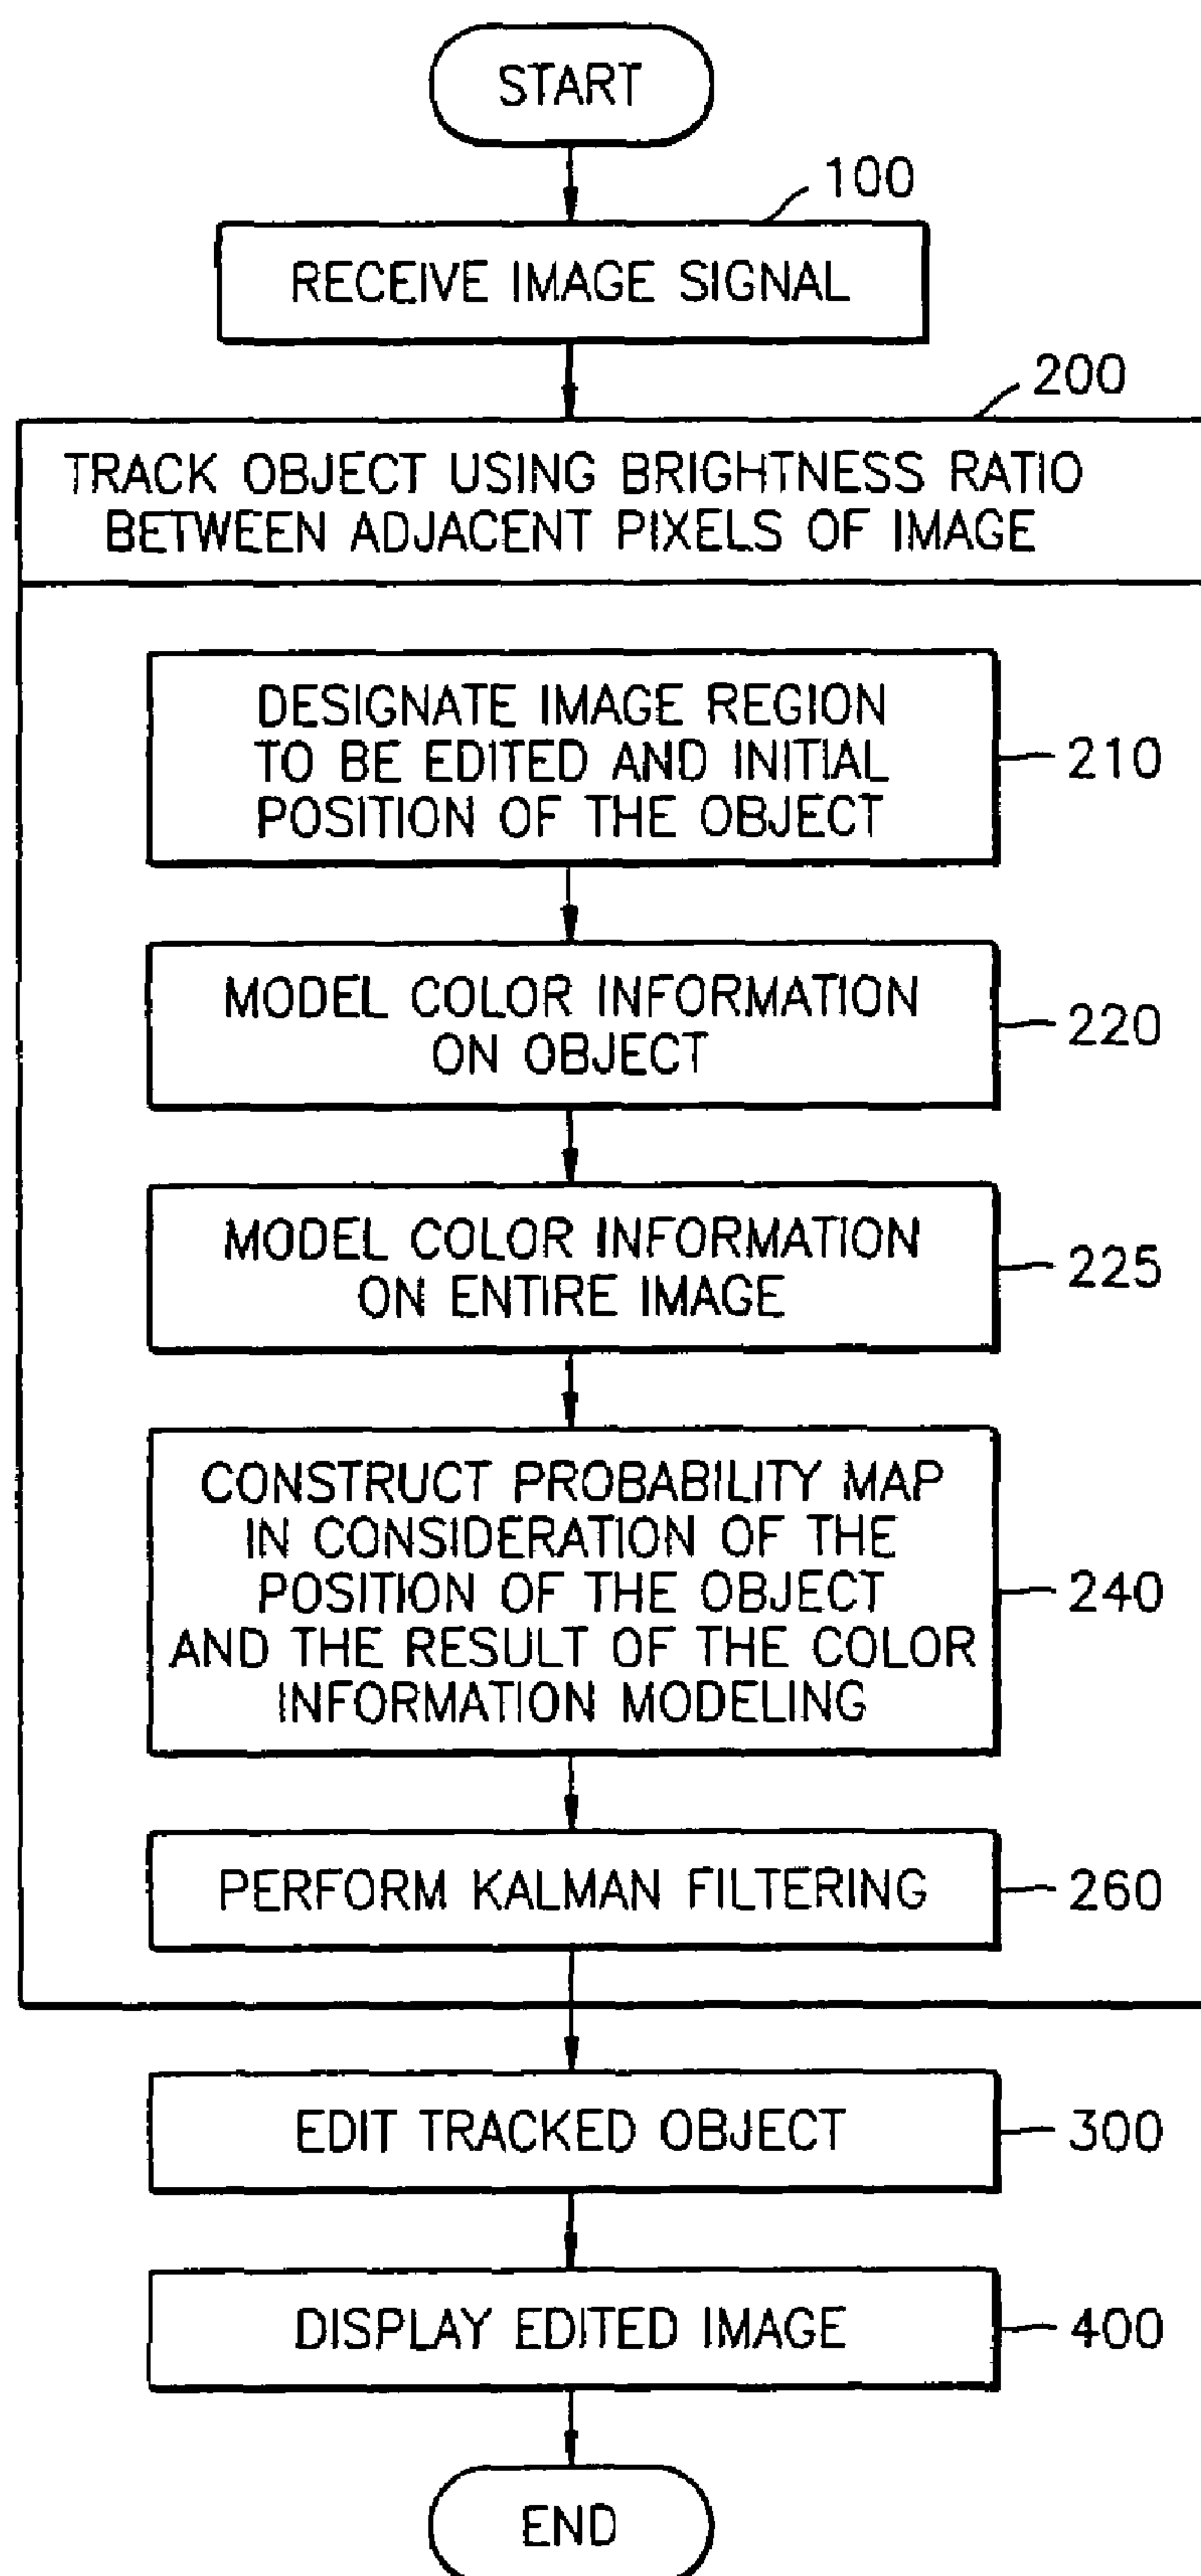 START
100
RECEIVE IMAGE SIGNAL
200
TRACK OBJECT USING BRIGHTNESS RATIO
BETWEEN ADJACENT PIXELS OF IMAGE
DESIGNATE IMAGE REGION
TO BE EDITED AND INITIAL
POSITION OF THE OBJECT
210
MODEL COLOR INFORMATION
ON OBJECT
220
MODEL COLOR INFORMATION
ON ENTIRE IMAGE
225
CONSTRUCT PROBABILITY MAP
IN CONSIDERATION OF THE
POSITION OF THE OBJECT
AND THE RESULT OF THE COLOR
INFORMATION MODELING
240
PERFORM KALMAN FILTERING
260
EDIT TRACKED OBJECT
300
DISPLAY EDITED IMAGE
400
END